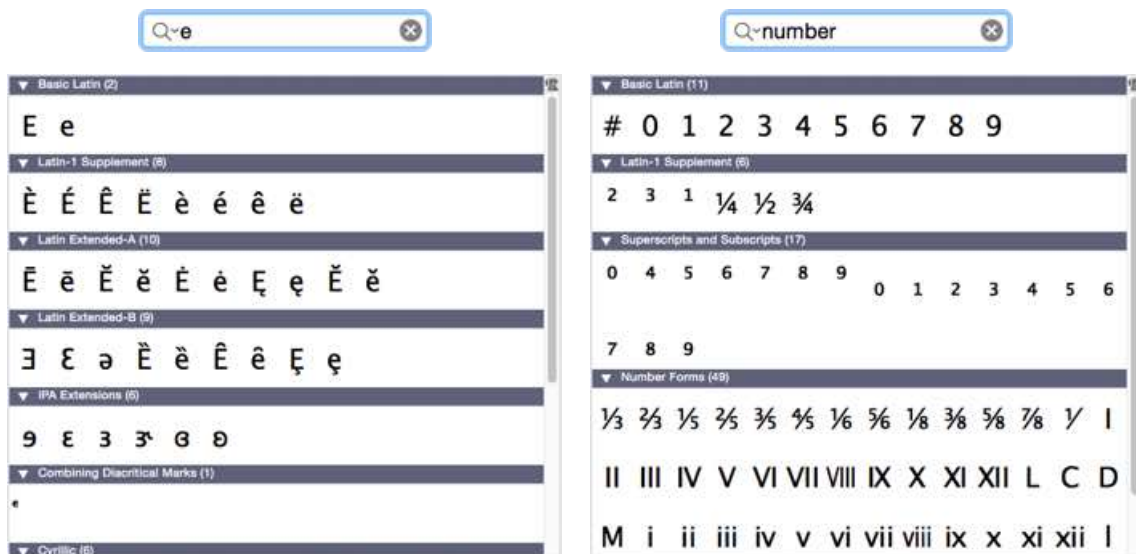 e
Basic Latin (2)
E e
Latin-1 Supplement (8)
È É Ê Ë è é ê ë
Latin Extended-A (10)
Ē ē Ĕ ĕ Ė ė Ę ę Ě ě
Latin Extended-B (9)
Ǝ Ɛ ǝ Ȅ ȅ Ȇ ȇ Ȩ ȩ
IPA Extensions (6)
ɘ ɛ ɜ ɝ ɞ ʚ
Combining Diacritical Marks (1)
Cyrillic (6)
number
Basic Latin (11)
# 0 1 2 3 4 5 6 7 8 9
Latin-1 Supplement (6)
² ³ ¹ ¼ ½ ¾
Superscripts and Subscripts (17)
⁰ ⁴ ⁵ ⁶ ⁷ ⁸ ⁹ ₀ ₁ ₂ ₃ ₄ ₅ ₆
₇ ₈ ₉
Number Forms (49)
⅓ ⅔ ⅕ ⅖ ⅗ ⅘ ⅙ ⅚ ⅛ ⅜ ⅝ ⅞ ⅟ Ⅰ
Ⅱ Ⅲ Ⅳ Ⅴ Ⅵ Ⅶ Ⅷ Ⅸ Ⅹ Ⅺ Ⅻ Ⅼ Ⅽ Ⅾ
Ⅿ ⅰ ⅱ ⅲ ⅳ ⅴ ⅵ ⅶ ⅷ ⅸ ⅹ ⅺ ⅻ ⅼ